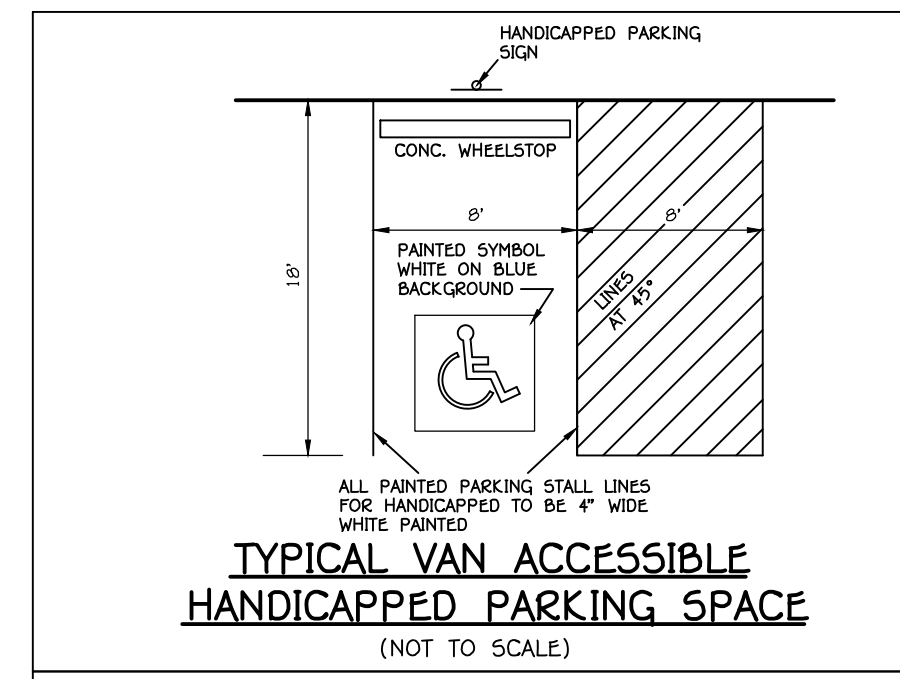 HANDICAPPED PARKING
SIGN
CONC. WHEELSTOP
8'
8'
18'
PAINTED SYMBOL
WHITE ON BLUE
BACKGROUND
LINES
AT 45°
ALL PAINTED PARKING STALL LINES
FOR HANDICAPPED TO BE 4" WIDE
WHITE PAINTED
TYPICAL VAN ACCESSIBLE
HANDICAPPED PARKING SPACE
(NOT TO SCALE)